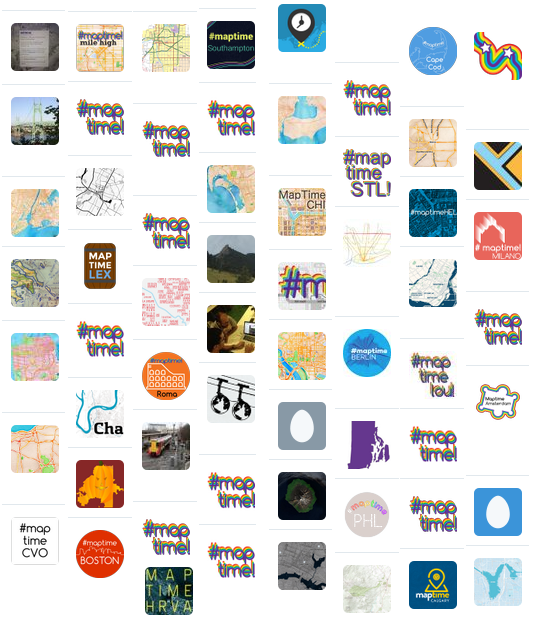 #maptime!
mile high
#map
time!
MAP
TIME
LEX
#map
time!
Cha
#map
time
CVO
#maptime
BOSTON
#map
time!
#map
time!
#maptime!
Roma
#map
time!
MAP
TIME
HRVA
#maptime
Southampton
#map
time!
#map
time!
#map
time!
MapTime
CHI
#m
#map
time!
#map
time
STL!
#maptime
BERLIN
maptime
PHL
#maptime
Cape
Cod
#maptimeHEL
#map
time
lou!
#map
time!
#map
time!
maptime
CALGARY
#maptime!
MILANO
#map
time!
Maptime
Amsterdam